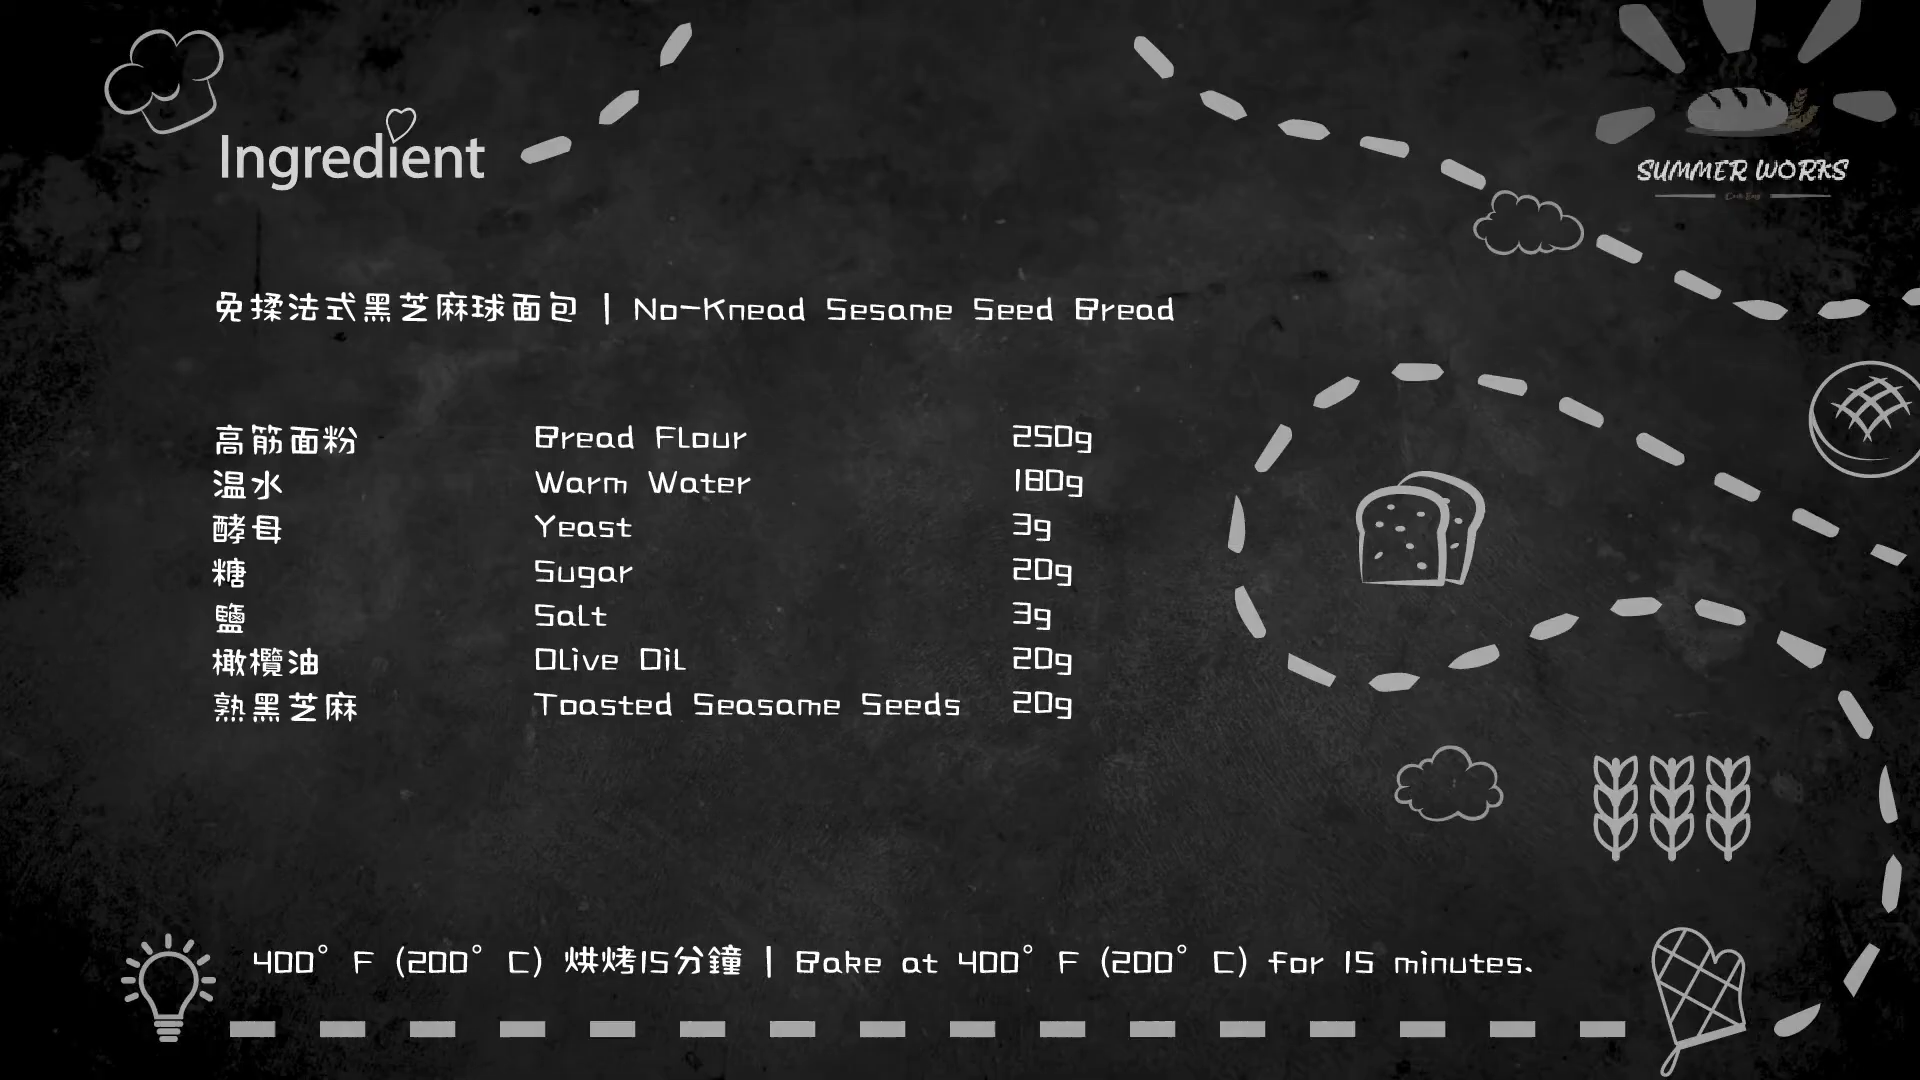 Ingredient
SUMMER WORKS
免揉法式黑芝麻球面包 | No-Knead Sesame Seed Bread
高筋面粉 Bread Flour 250g
温水 Warm Water 180g
酵母 Yeast 3g
糖 Sugar 20g
鹽 Salt 3g
橄欖油 Olive Oil 20g
熟黑芝麻 Toasted Seasame Seeds 20g
400° F (200° C) 烘烤15分鐘 | Bake at 400° F (200° C) for 15 minutes.